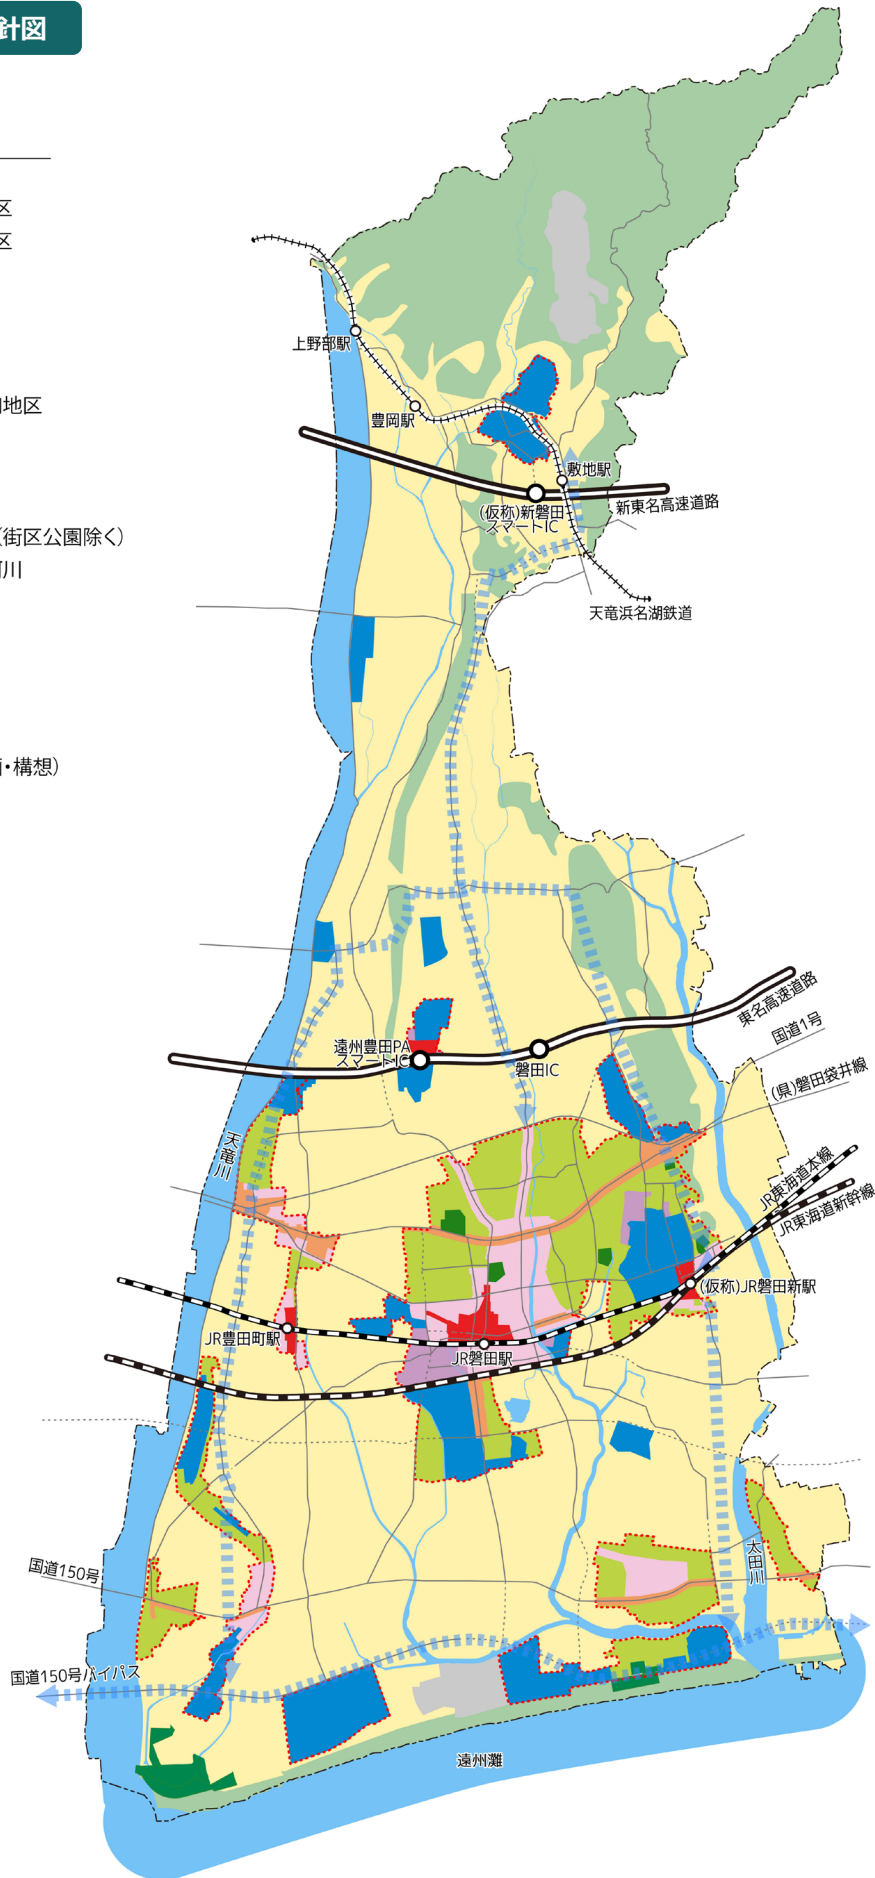 針図
区
区
地区
(街区公園除く)
川
・構想)
上野部駅
豊岡駅
敷地駅
(仮称)新磐田
スマートIC
新東名高速道路
天竜浜名湖鉄道
東名高速道路
国道1号
遠州豊田PA
スマートIC
磐田IC
(県)磐田袋井線
天竜川
JR東海道本線
JR東海道新幹線
(仮称)JR磐田新駅
JR豊田町駅
JR磐田駅
国道150号
太田川
国道150号バイパス
遠州灘